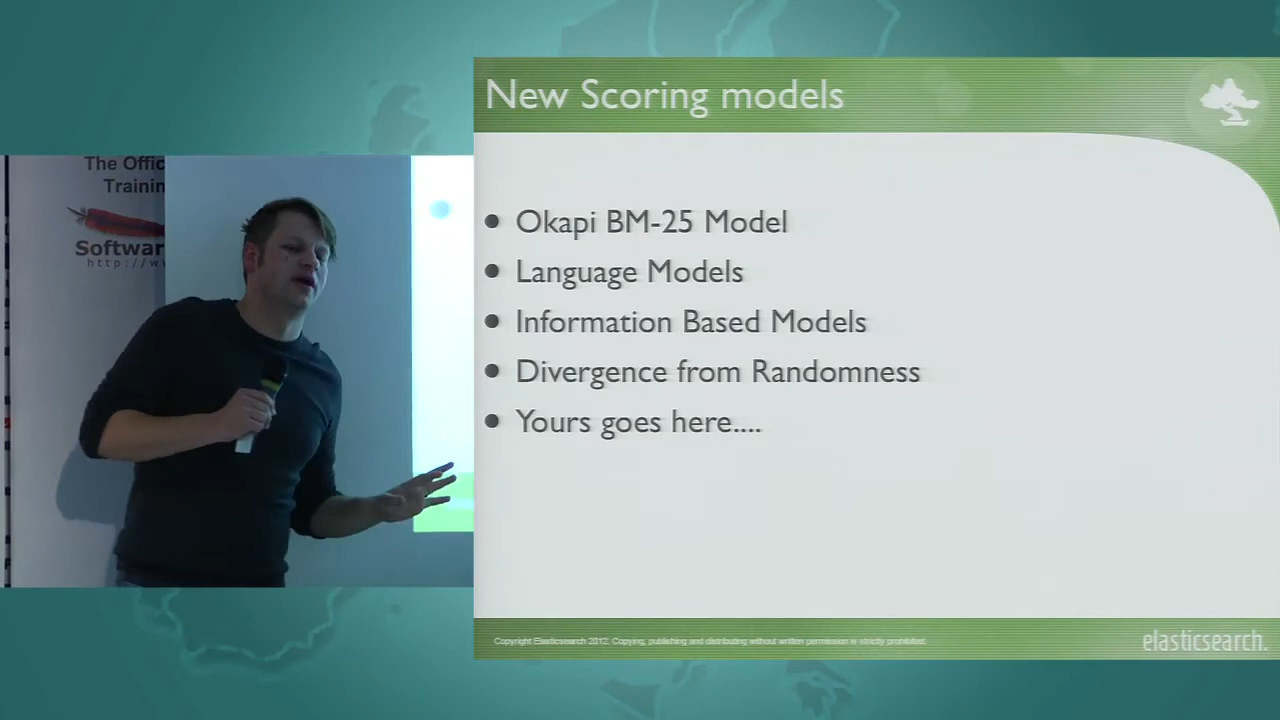 The Offic
Trainin
Softwar
http://w
New Scoring models
• Okapi BM-25 Model
• Language Models
• Information Based Models
• Divergence from Randomness
• Yours goes here....
Copyright Elasticsearch 2012. Copying, publishing and distributing without written permission is strictly prohibited.
elasticsearch.